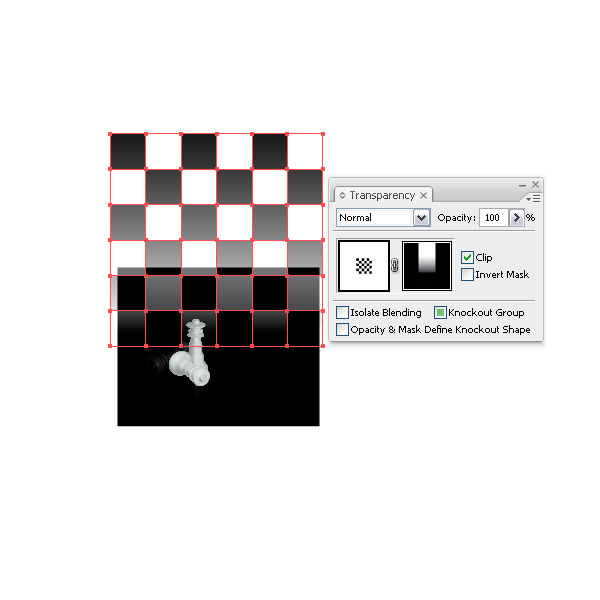 Transparency
Normal Opacity: 100 %
Clip
Invert Mask
Isolate Blending Knockout Group
Opacity & Mask Define Knockout Shape